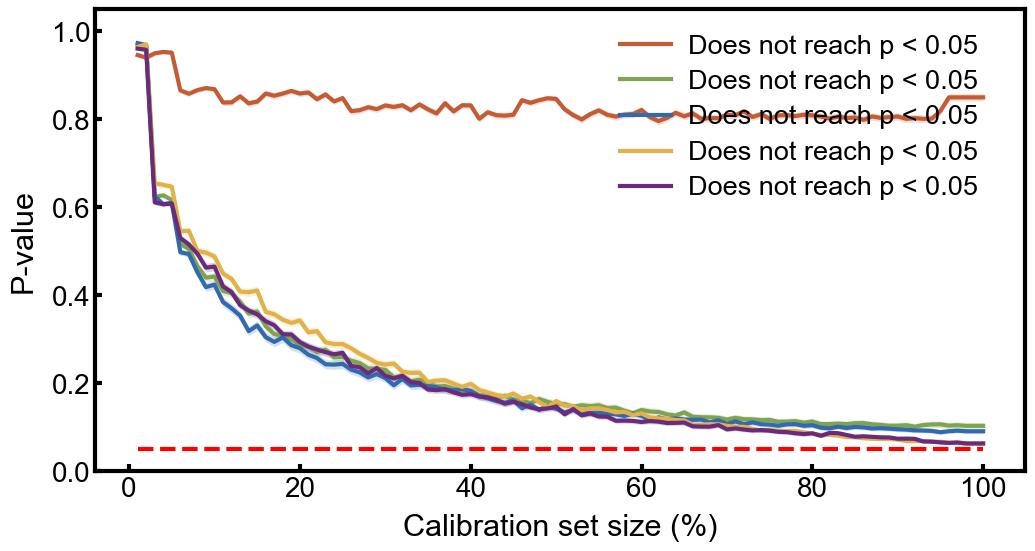 1.0
0.8
0.6
0.4
0.2
0.0
P-value
0
20
40
60
80
100
Calibration set size (%)
Does not reach p < 0.05
Does not reach p < 0.05
Does not reach p < 0.05
Does not reach p < 0.05
Does not reach p < 0.05